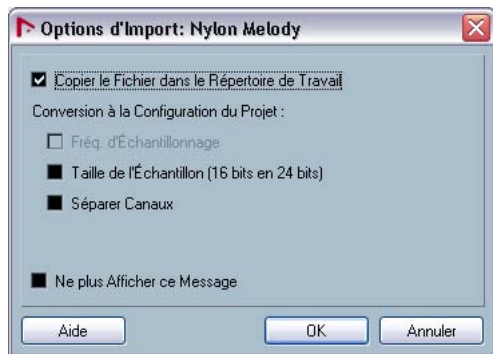 Options d'Import: Nylon Melody
Copier le Fichier dans le Répertoire de Travail
Conversion à la Configuration du Projet :
Fréq. d'Échantillonnage
Taille de l'Échantillon (16 bits en 24 bits)
Séparer Canaux
Ne plus Afficher ce Message
Aide OK Annuler